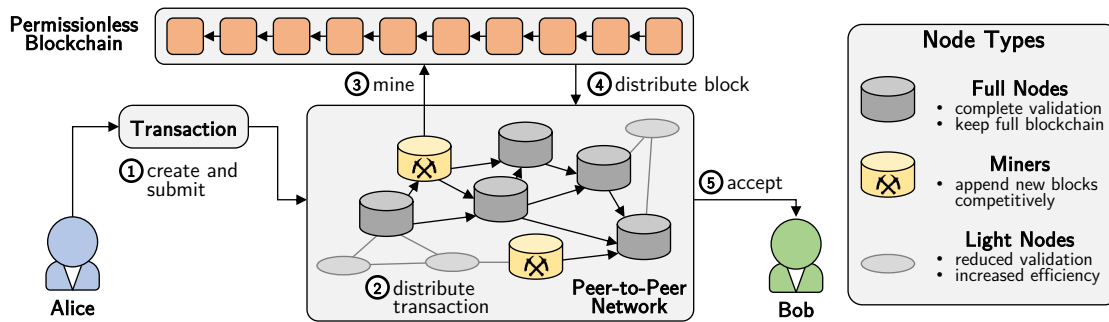 Permissionless
Blockchain
③ mine
④ distribute block
Transaction
① create and
submit
Alice
② distribute
transaction
Peer-to-Peer
Network
⑤ accept
Bob
Node Types
Full Nodes
• complete validation
• keep full blockchain
Miners
• append new blocks
competitively
Light Nodes
• reduced validation
• increased efficiency